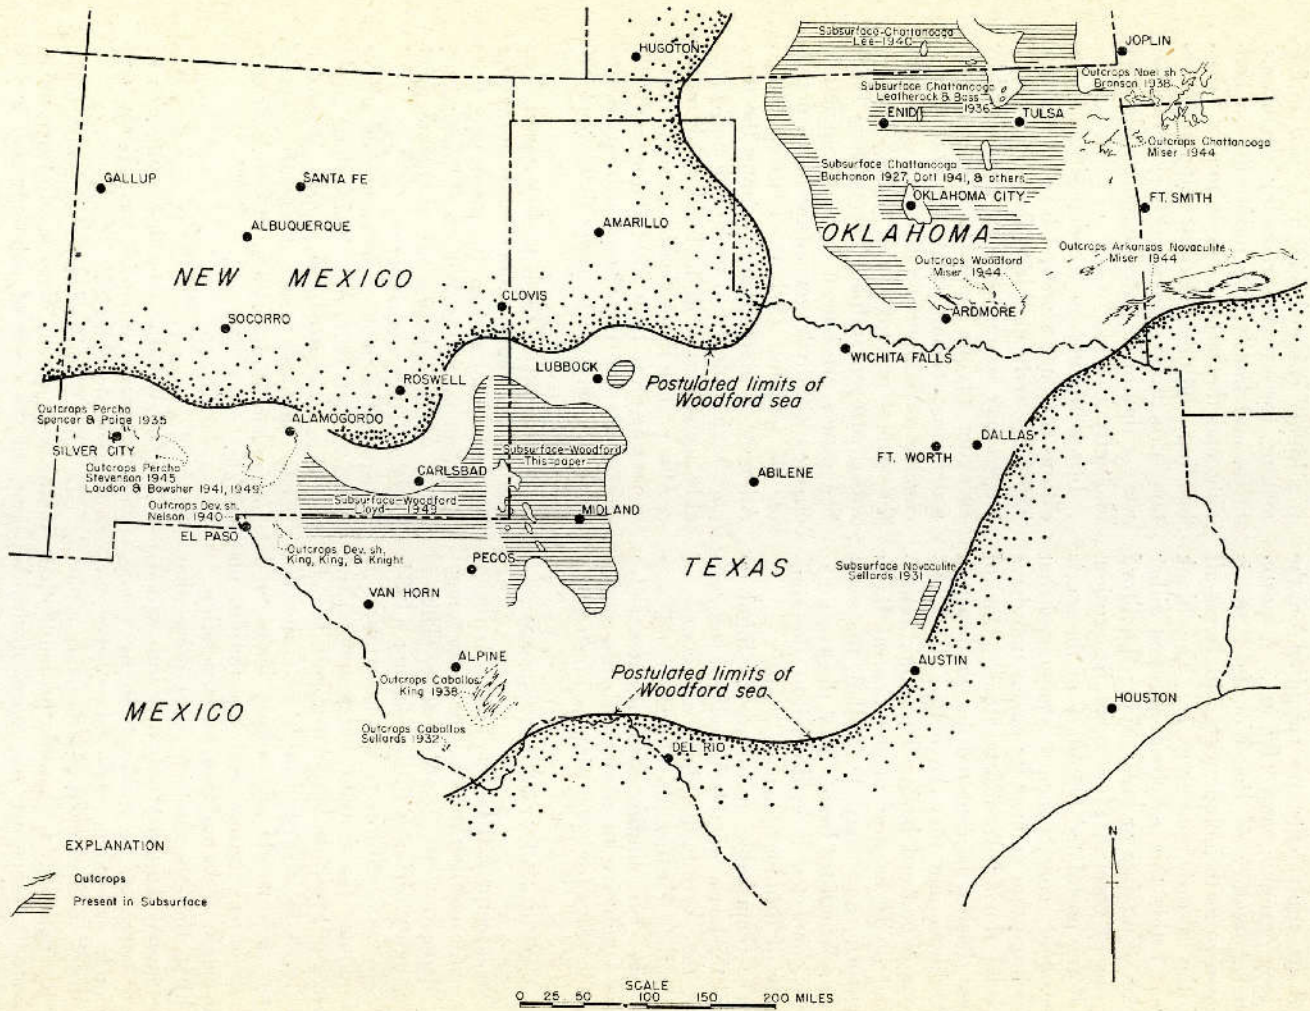 HUGOTON
Subsurface-Chattanooga
Lee-1940
JOPLIN
Outcrops Noel sh
Branson 1938
Subsurface Chattanooga
Leatherock & Bass
1936
ENID
TULSA
Outcrops Chattanooga
Miser 1944
GALLUP
SANTA FE
Subsurface Chattanooga
Buchanan 1927, Dott 1941, & others
OKLAHOMA CITY
FT. SMITH
ALBUQUERQUE
AMARILLO
OKLAHOMA
Outcrops Arkansas Novaculite
Miser 1944
Outcrops Woodford
Miser 1944
NEW MEXICO
CLOVIS
SOCORRO
ARDMORE
WICHITA FALLS
LUBBOCK
Postulated limits of
Woodford sea
ROSWELL
Outcrops Percha
Spencer & Paige 1935
ALAMOGORDO
SILVER CITY
Outcrops Percha
Stevenson 1945
Laudon & Bowsher 1941, 1949
Subsurface-Woodford
This-paper
DALLAS
FT. WORTH
CARLSBAD
ABILENE
Subsurface-Woodford
Lloyd-1949
Outcrops Dev. sh.
Nelson 1940
EL PASO
MIDLAND
Outcrops Dev. sh.
King, King, & Knight
PECOS
TEXAS
Subsurface Novaculite
Sellards 1931
VAN HORN
ALPINE
AUSTIN
Outcrops Caballos
King 1938
Postulated limits of
Woodford sea
MEXICO
HOUSTON
Outcrops Caballos
Sellards 1932
DEL RIO
EXPLANATION
Outcrops
Present in Subsurface
N
SCALE
0 25 50 100 150 200 MILES